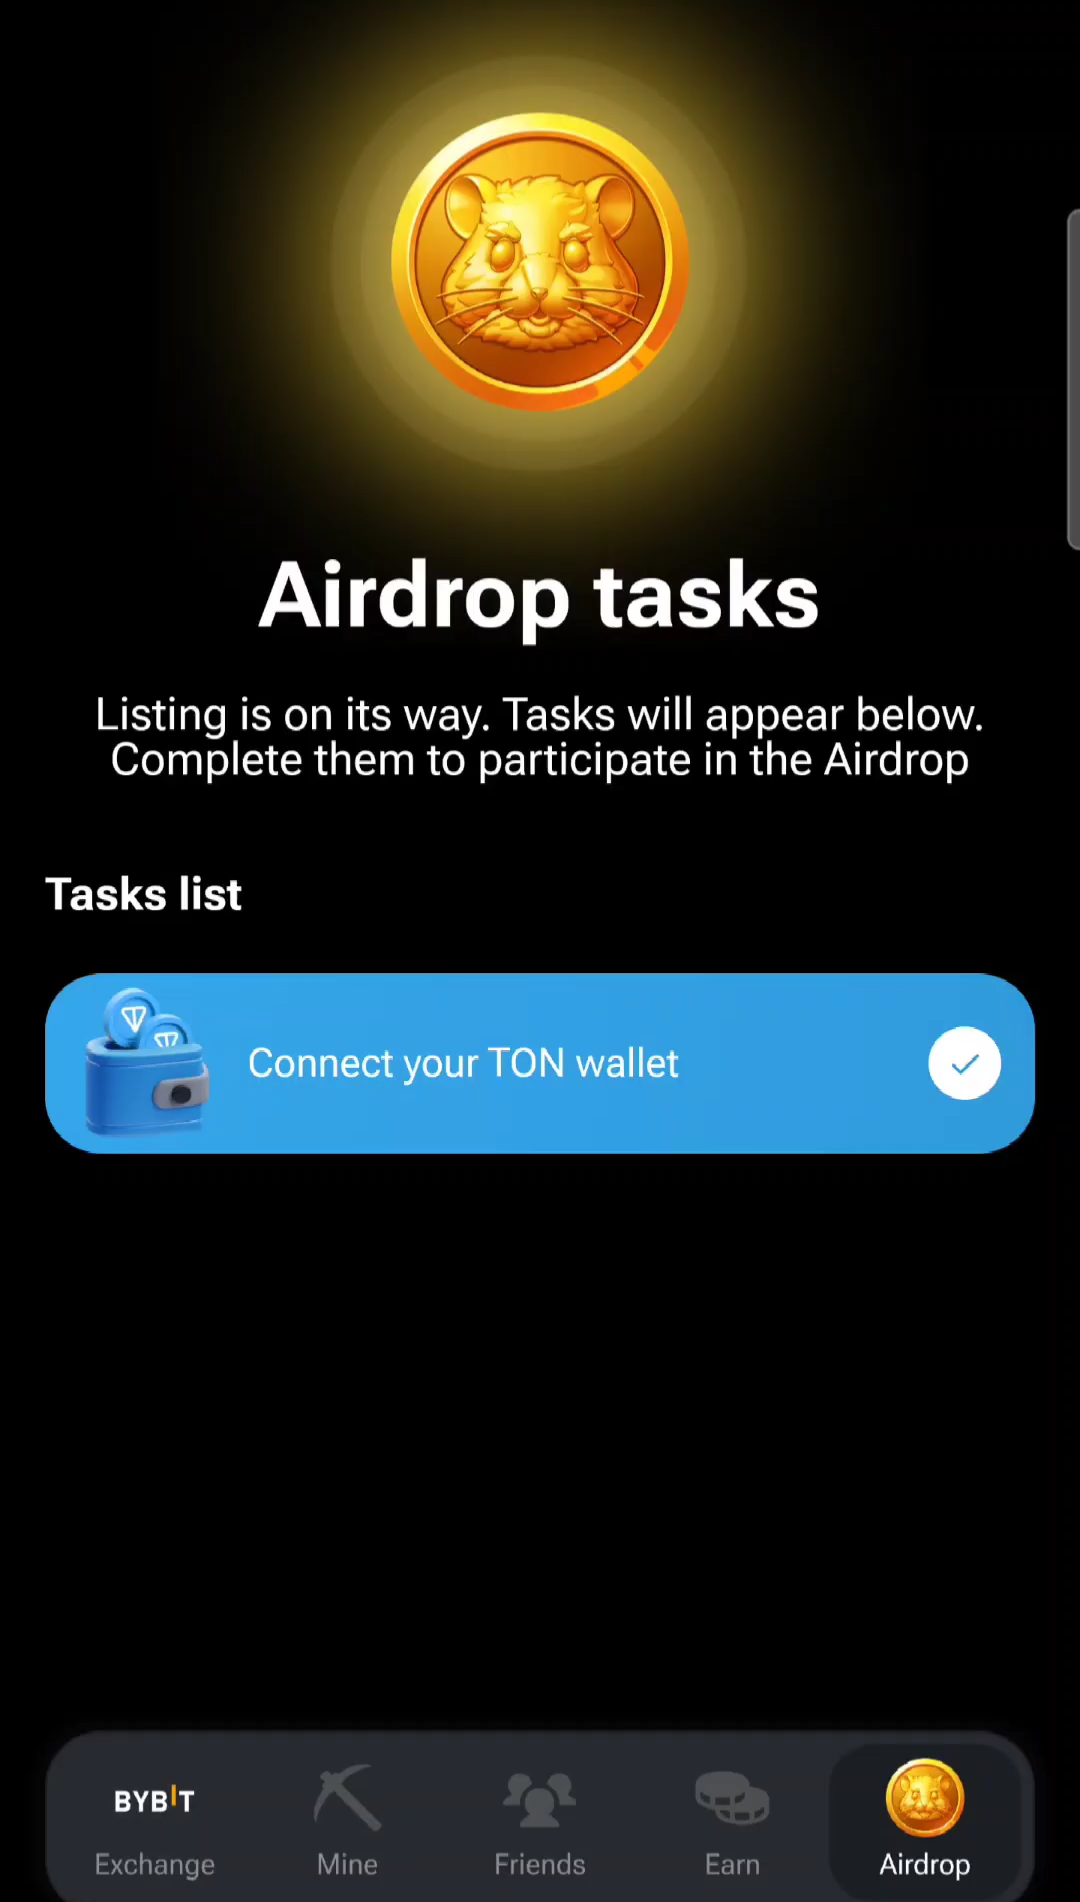 Airdrop tasks
Listing is on its way. Tasks will appear below.
Complete them to participate in the Airdrop
Tasks list
Connect your TON wallet
BYBIT
Exchange
Mine
Friends
Earn
Airdrop